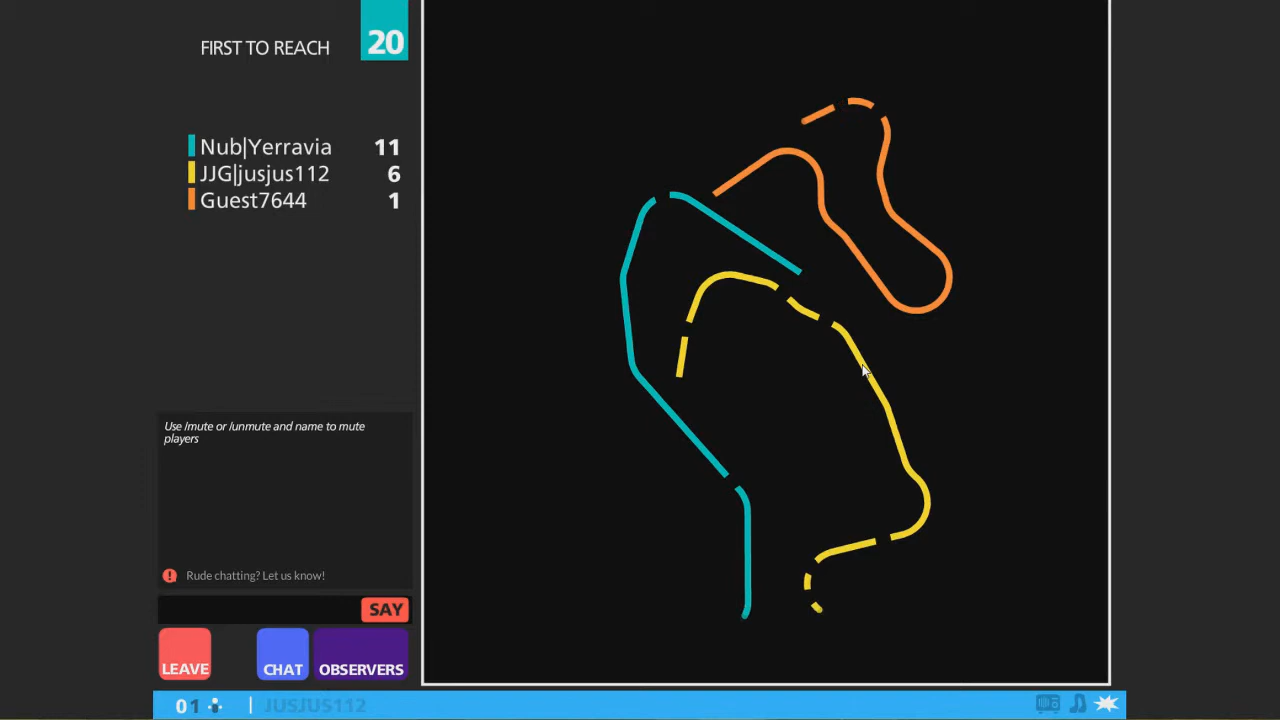 FIRST TO REACH 20
Nub|Yerravia 11
JJG|jusjus112 6
Guest7644 1
Use /mute or /unmute and name to mute
players
Rude chatting? Let us know!
SAY
LEAVE CHAT OBSERVERS
01 | JUSJUS112